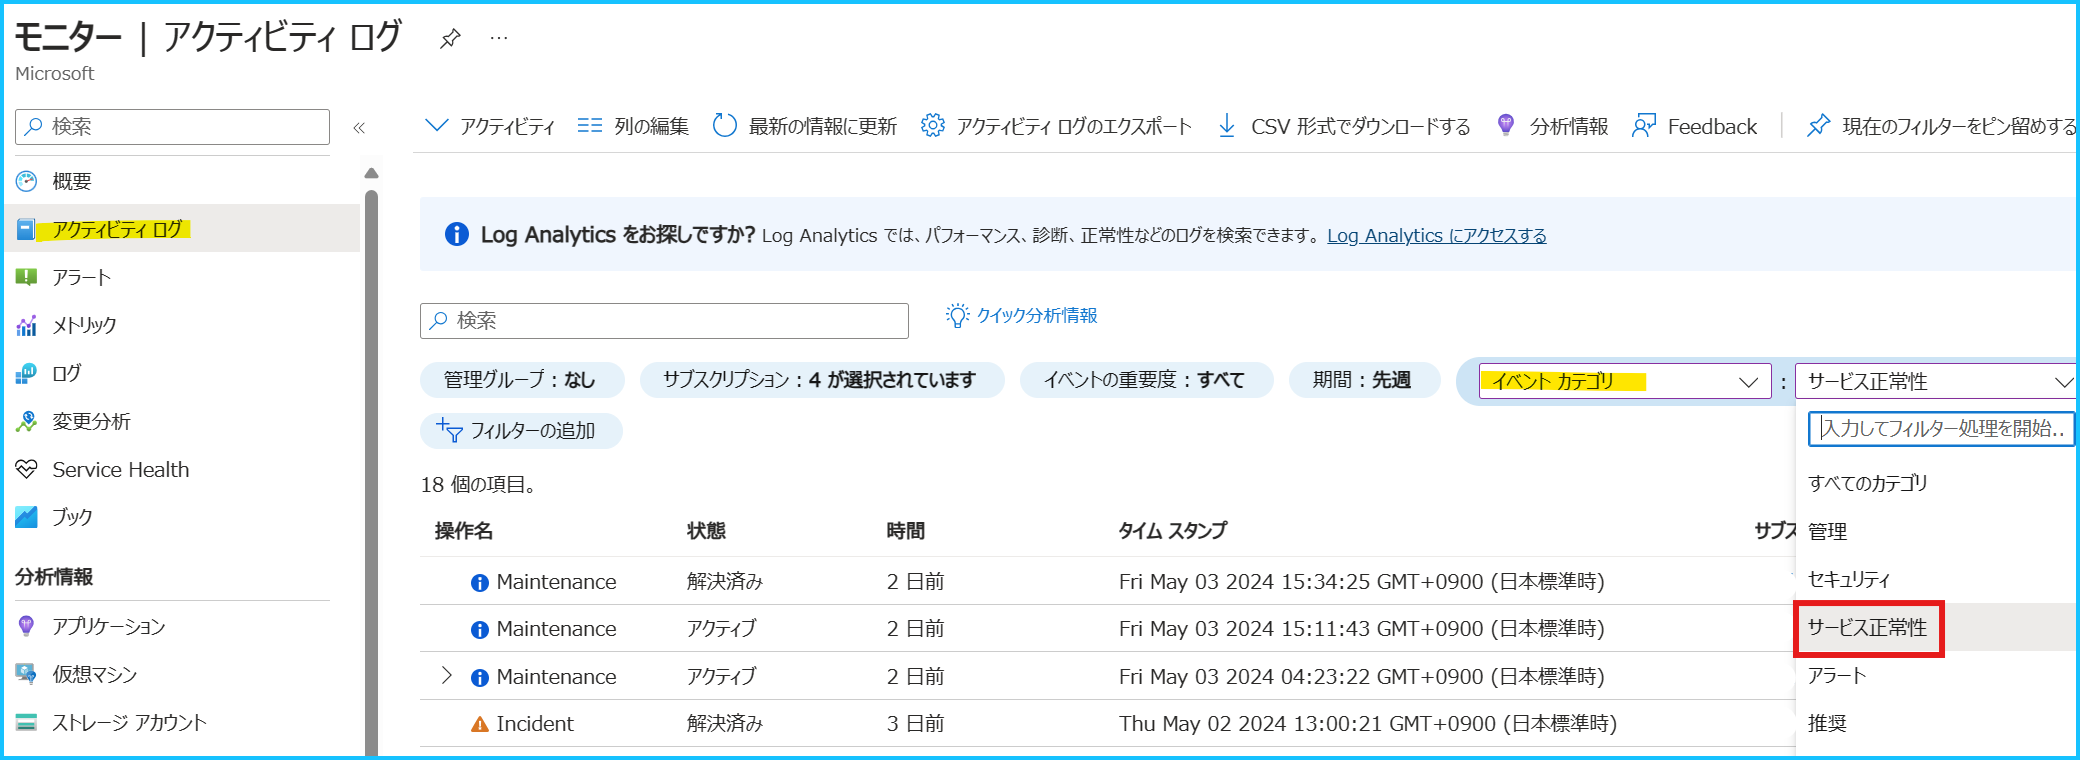 モニター | アクティビティ ログ ...
Microsoft
検索 «
概要
アクティビティ ログ
アラート
メトリック
ログ
変更分析
Service Health
ブック
分析情報
アプリケーション
仮想マシン
ストレージ アカウント
アクティビティ 列の編集 最新の情報に更新 アクティビティ ログのエクスポート CSV 形式でダウンロードする 分析情報 Feedback 現在のフィルターをピン留めする
Log Analytics をお探しですか? Log Analytics では、パフォーマンス、診断、正常性などのログを検索できます。 Log Analytics にアクセスする
検索 クイック分析情報
管理グループ : なし サブスクリプション : 4 が選択されています イベントの重要度 : すべて 期間 : 先週 イベント カテゴリ : サービス正常性
フィルターの追加
入力してフィルター処理を開始..
すべてのカテゴリ
管理
セキュリティ
サービス正常性
アラート
推奨
18 個の項目。
操作名 状態 時間 タイム スタンプ サブス
Maintenance 解決済み 2 日前 Fri May 03 2024 15:34:25 GMT+0900 (日本標準時)
Maintenance アクティブ 2 日前 Fri May 03 2024 15:11:43 GMT+0900 (日本標準時)
Maintenance アクティブ 2 日前 Fri May 03 2024 04:23:22 GMT+0900 (日本標準時)
Incident 解決済み 3 日前 Thu May 02 2024 13:00:21 GMT+0900 (日本標準時)